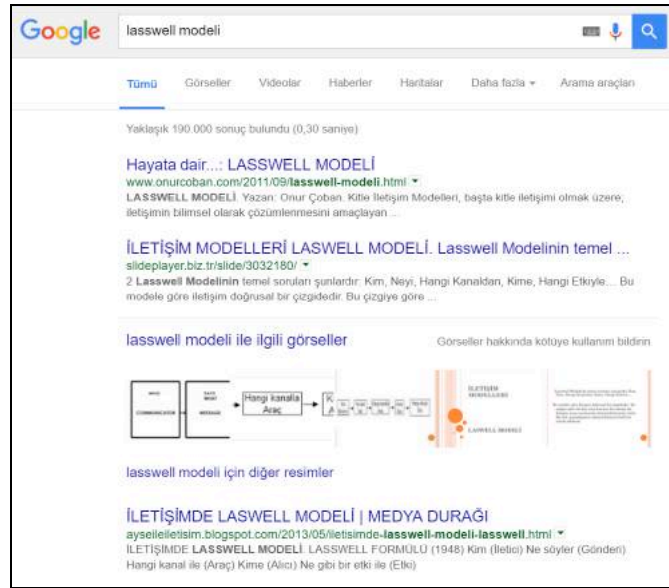 Google
lasswell modeli
Tümü Görseller Videolar Haberler Haritalar Daha fazla Arama araçları
Yaklaşık 190.000 sonuç bulundu (0,30 saniye)
Hayata dair...: LASSWELL MODELİ
www.onurcoban.com/2011/09/lasswell-modeli.html
LASSWELL MODELİ. Yazan: Onur Çoban. Kitle İletişim Modelleri, başta kitle iletişimi olmak üzere,
iletişimin bilimsel olarak çözümlenmesini amaçlayan ...
İLETİŞİM MODELLERİ LASWELL MODELİ. Lasswell Modelinin temel ...
slideplayer.biz.tr/slide/3032180/
2 Lasswell Modelinin temel soruları şunlardır: Kim, Neyi, Hangi Kanaldan, Kime, Hangi Etkiyle... Bu
modele göre iletişim doğrusal bir çizgidedir. Bu çizgiye göre ...
lasswell modeli ile ilgili görseller Görseller hakkında kötüye kullanım bildirin
COMMUNICATOR MESSAGE Hangi kanalla
Araç
İLETİŞİM
MODELLERİ
LASWELL MODELİ
lasswell modeli için diğer resimler
İLETİŞİMDE LASWELL MODELİ | MEDYA DURAĞI
ayseileiletisim.blogspot.com/2013/05/iletisimde-lasswell-modeli-lasswell.html
İLETİŞİMDE LASSWELL MODELİ. LASSWELL FORMÜLÜ (1948) Kim (İletici) Ne söyler (Gönderi)
Hangi kanal ile (Araç) Kime (Alıcı) Ne gibi bir etki ile (Etki)